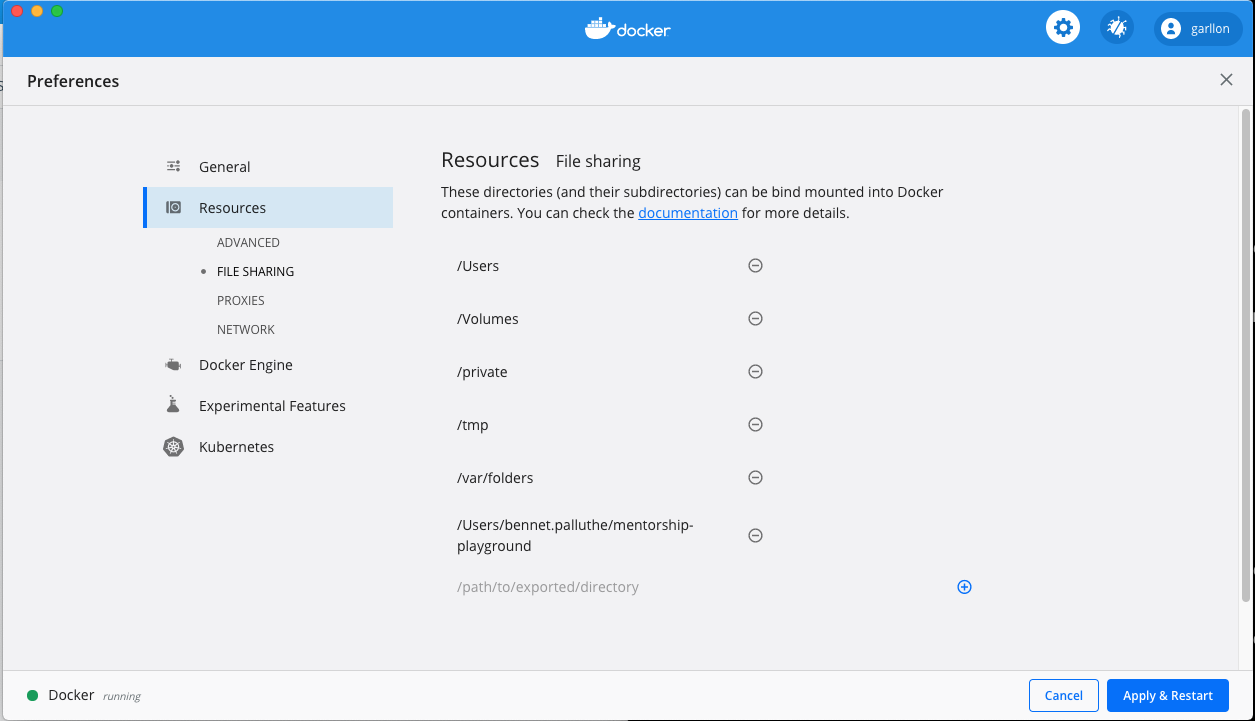 docker
garllon
Preferences
General
Resources
ADVANCED
FILE SHARING
PROXIES
NETWORK
Docker Engine
Experimental Features
Kubernetes
Resources File sharing
These directories (and their subdirectories) can be bind mounted into Docker
containers. You can check the documentation for more details.
/Users
/Volumes
/private
/tmp
/var/folders
/Users/bennet.palluthe/mentorship-
playground
/path/to/exported/directory
Docker running
Cancel
Apply & Restart